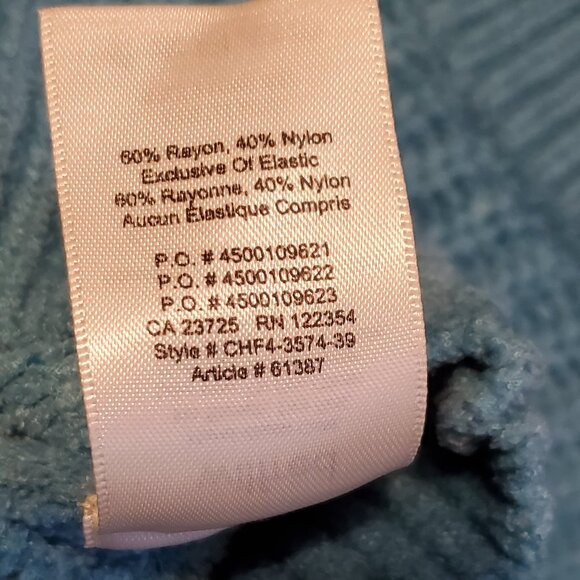 60% Rayon, 40% Nylon
Exclusive Of Elastic
60% Rayonne, 40% Nylon
Aucun Élastique Compris
P.O. # 4500109621
P.O. # 4500109622
P.O. # 4500109623
CA 23725 RN 122354
Style # CHF4-3574-39
Article # 61387